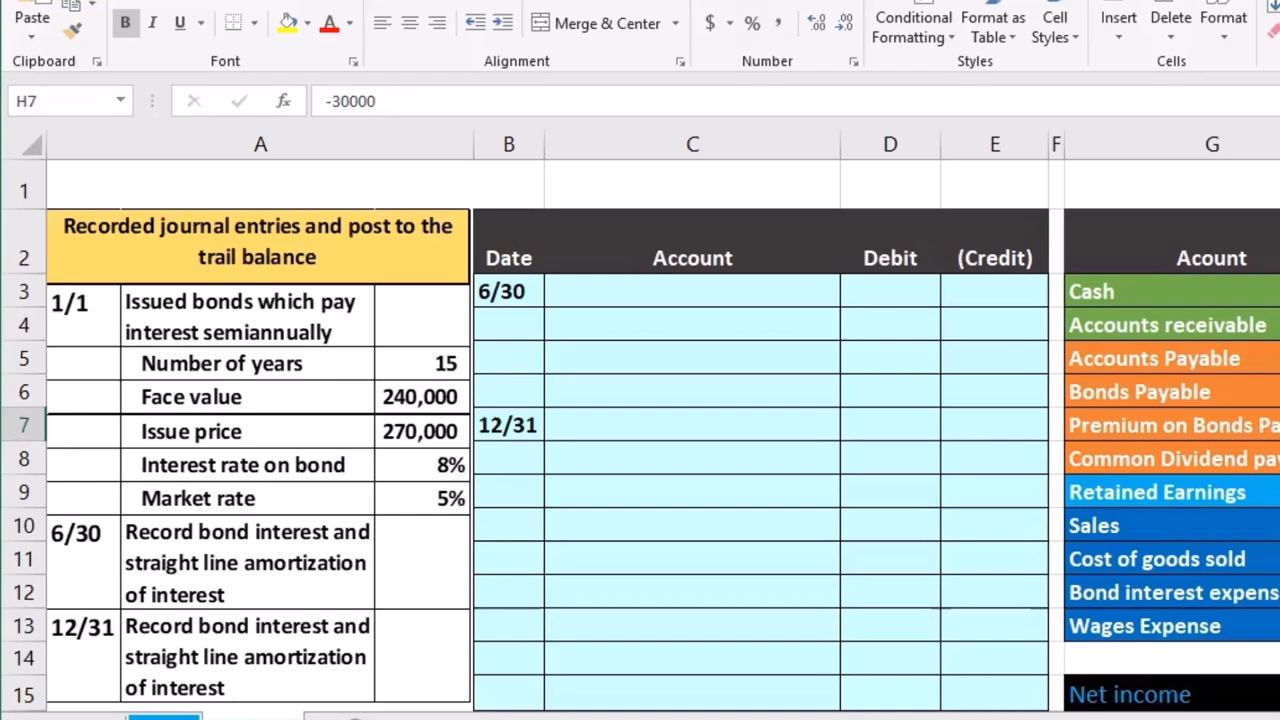 Paste
B I U
Merge & Center
$ % ,
Conditional Formatting
Format as Table
Cell Styles
Insert
Delete
Format
Clipboard
Font
Alignment
Number
Styles
Cells
H7
fx
-30000
A B C D E F G
1
2
3
4
5
6
7
8
9
10
11
12
13
14
15
Recorded journal entries and post to the
trail balance
1/1 Issued bonds which pay
interest semiannually
Number of years 15
Face value 240,000
Issue price 270,000
Interest rate on bond 8%
Market rate 5%
6/30 Record bond interest and
straight line amortization
of interest
12/31 Record bond interest and
straight line amortization
of interest
Date Account Debit (Credit)
6/30
12/31
Acount
Cash
Accounts receivable
Accounts Payable
Bonds Payable
Premium on Bonds Pa
Common Dividend pa
Retained Earnings
Sales
Cost of goods sold
Bond interest expens
Wages Expense
Net income